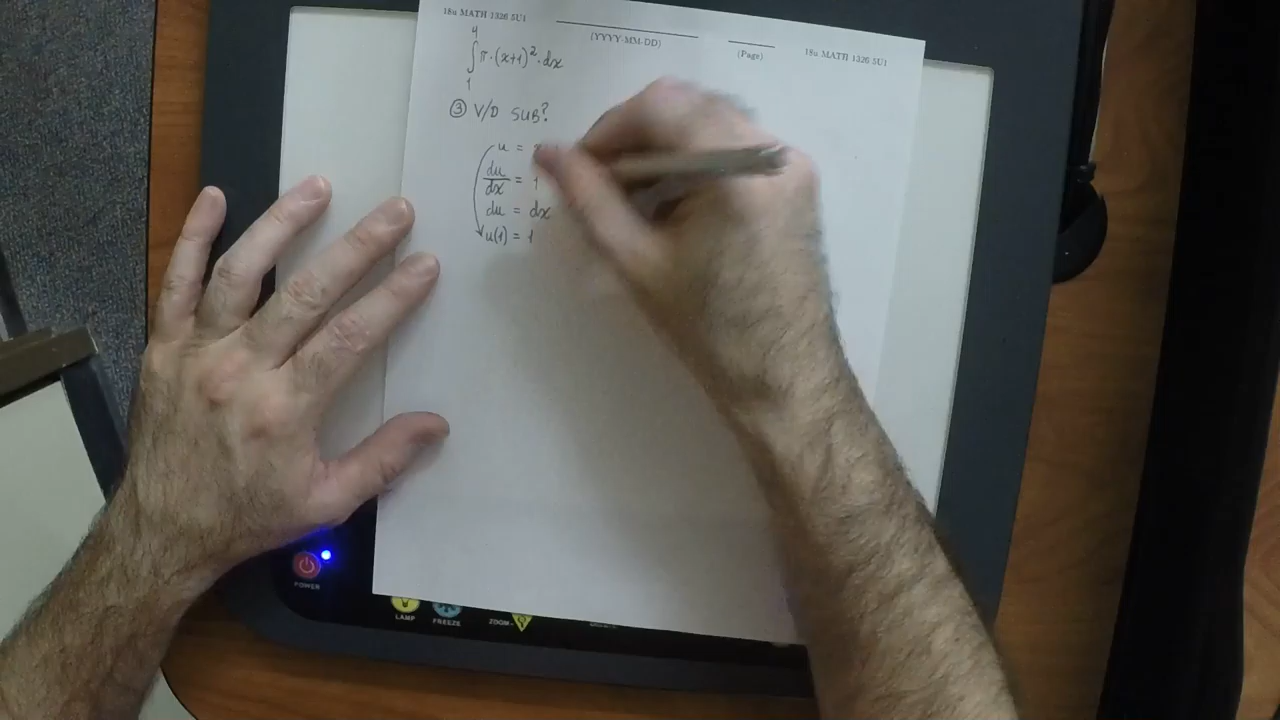 18u MATH 1326 5U1 (YYYY-MM-DD) (Page) 18u MATH 1326 5U1
4
∫π·(x+1)²·dx
1
③ V/D SUB?
u =
du/dx = 1
du = dx
u(1) = 1
POWER
LAMP FREEZE ZOOM